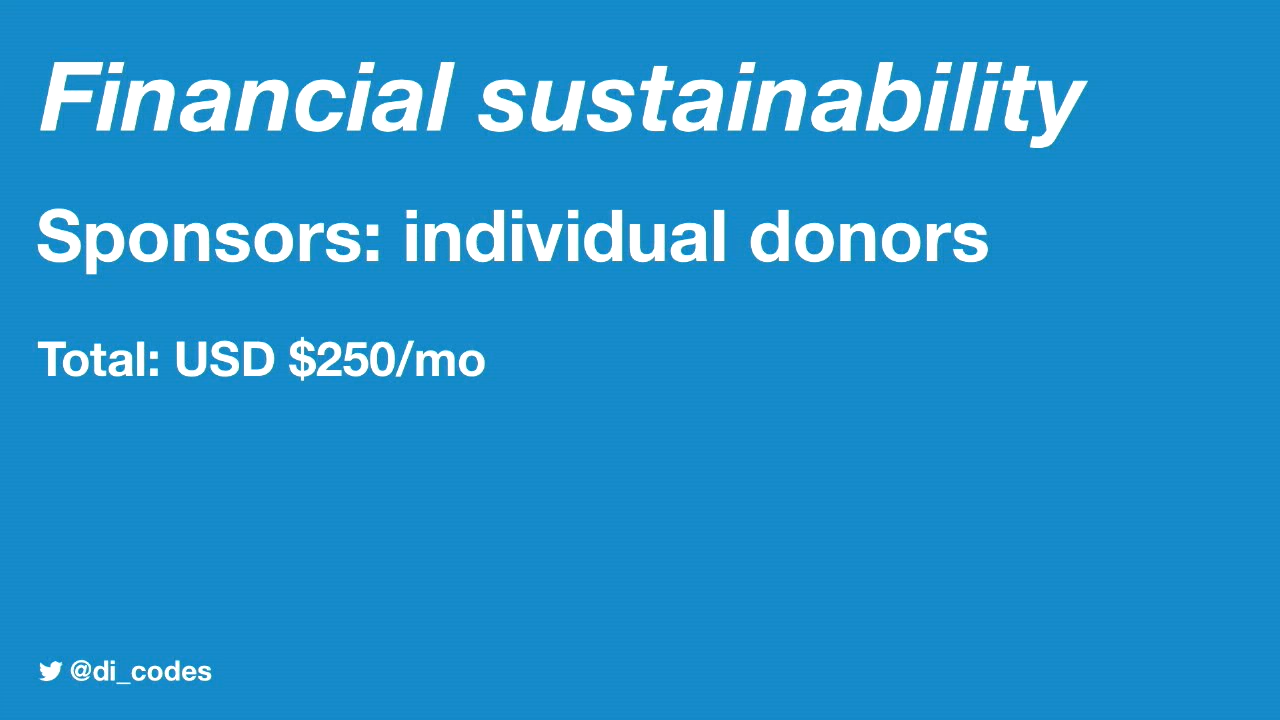 Financial sustainability
Sponsors: individual donors
Total: USD $250/mo
@di_codes